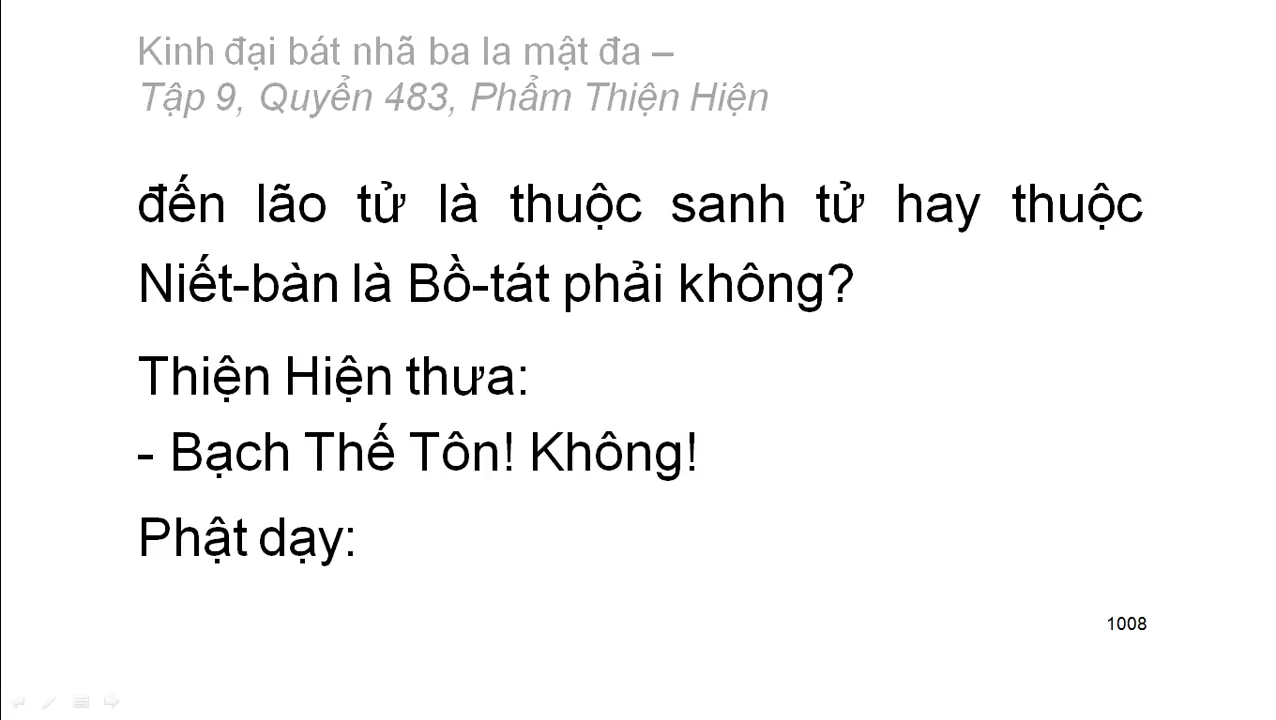 Kinh đại bát nhã ba la mật đa –
Tập 9, Quyển 483, Phẩm Thiện Hiện
đến lão tử là thuộc sanh tử hay thuộc
Niết-bàn là Bồ-tát phải không?
Thiện Hiện thưa:
- Bạch Thế Tôn! Không!
Phật dạy:
1008